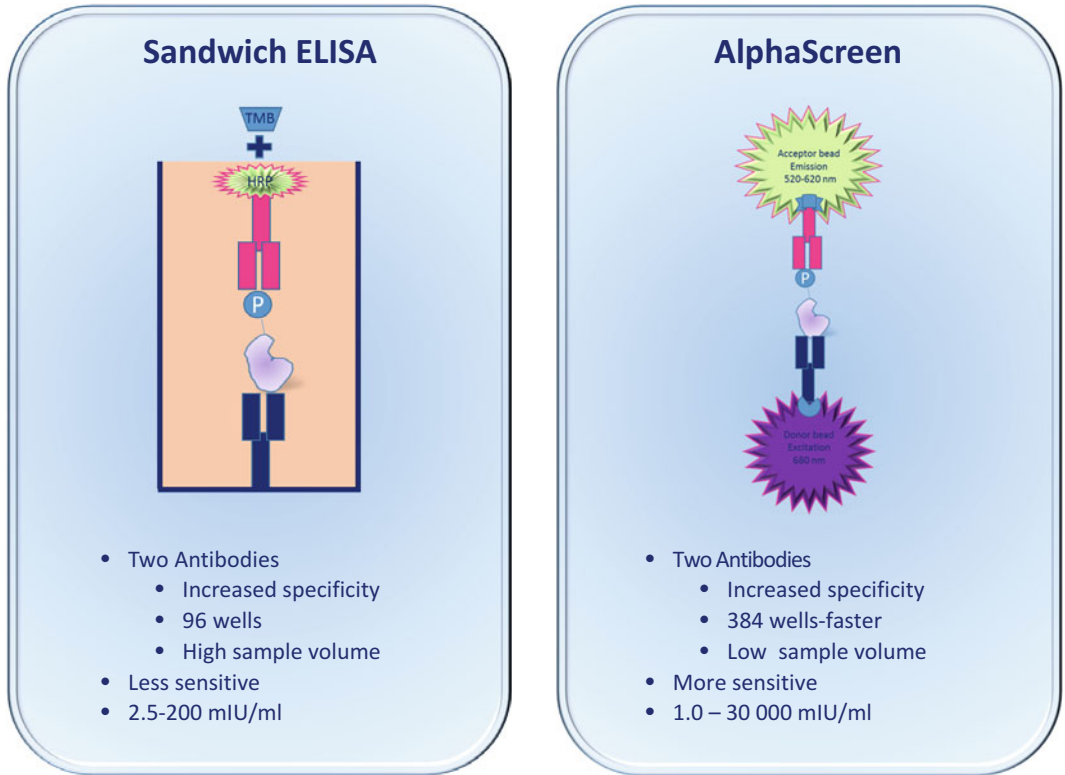 Sandwich ELISA
TMB
HRP
P
• Two Antibodies
• Increased specificity
• 96 wells
• High sample volume
• Less sensitive
• 2.5-200 mIU/ml
AlphaScreen
Acceptor bead
Emission
520-620 nm
P
Donor bead
Excitation
680 nm
• Two Antibodies
• Increased specificity
• 384 wells-faster
• Low sample volume
• More sensitive
• 1.0 – 30 000 mIU/ml